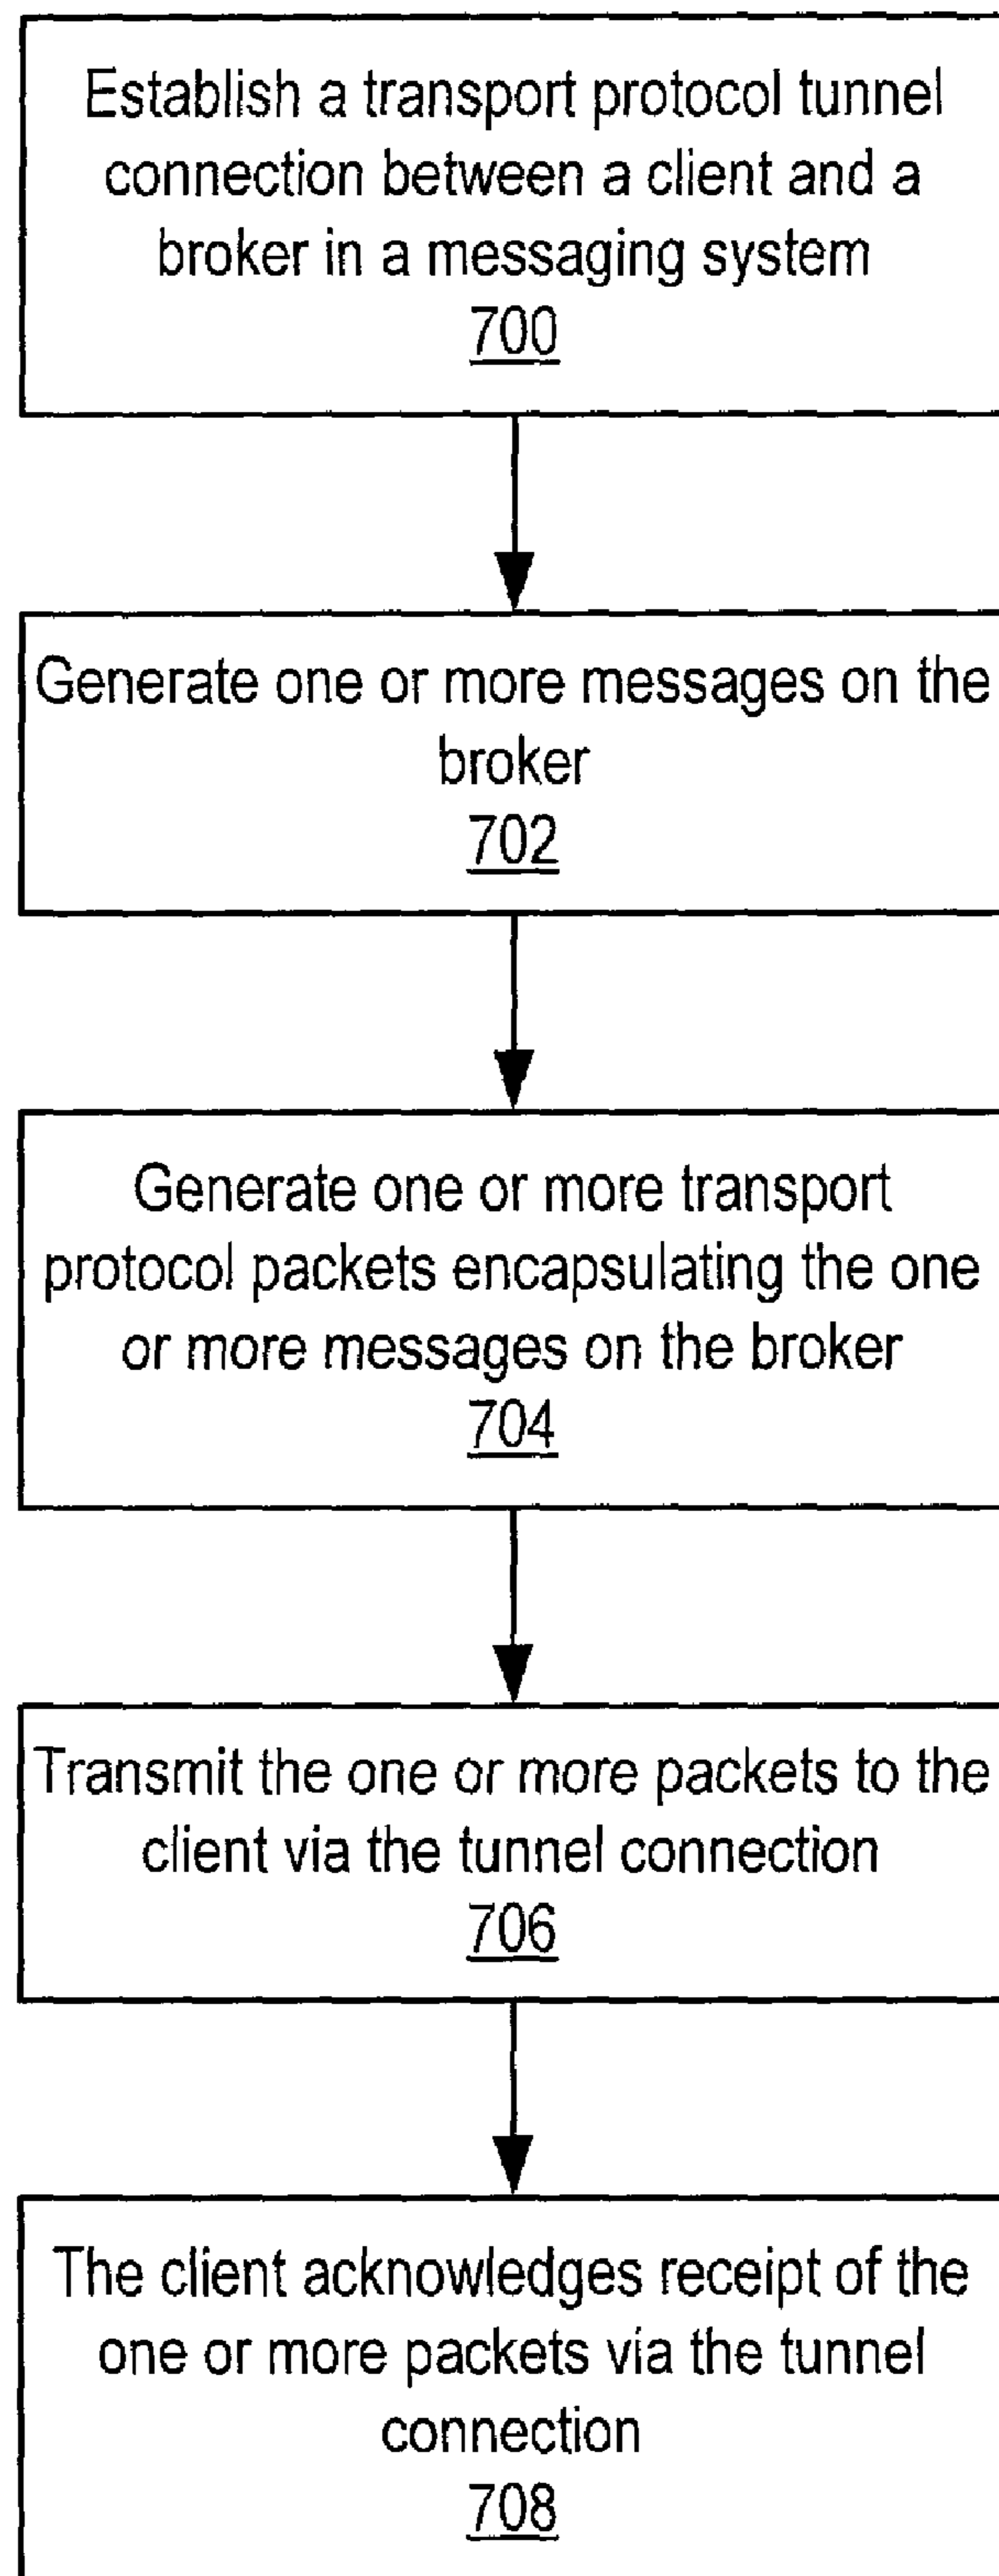 Establish a transport protocol tunnel
connection between a client and a
broker in a messaging system
700
Generate one or more messages on the
broker
702
Generate one or more transport
protocol packets encapsulating the one
or more messages on the broker
704
Transmit the one or more packets to the
client via the tunnel connection
706
The client acknowledges receipt of the
one or more packets via the tunnel
connection
708